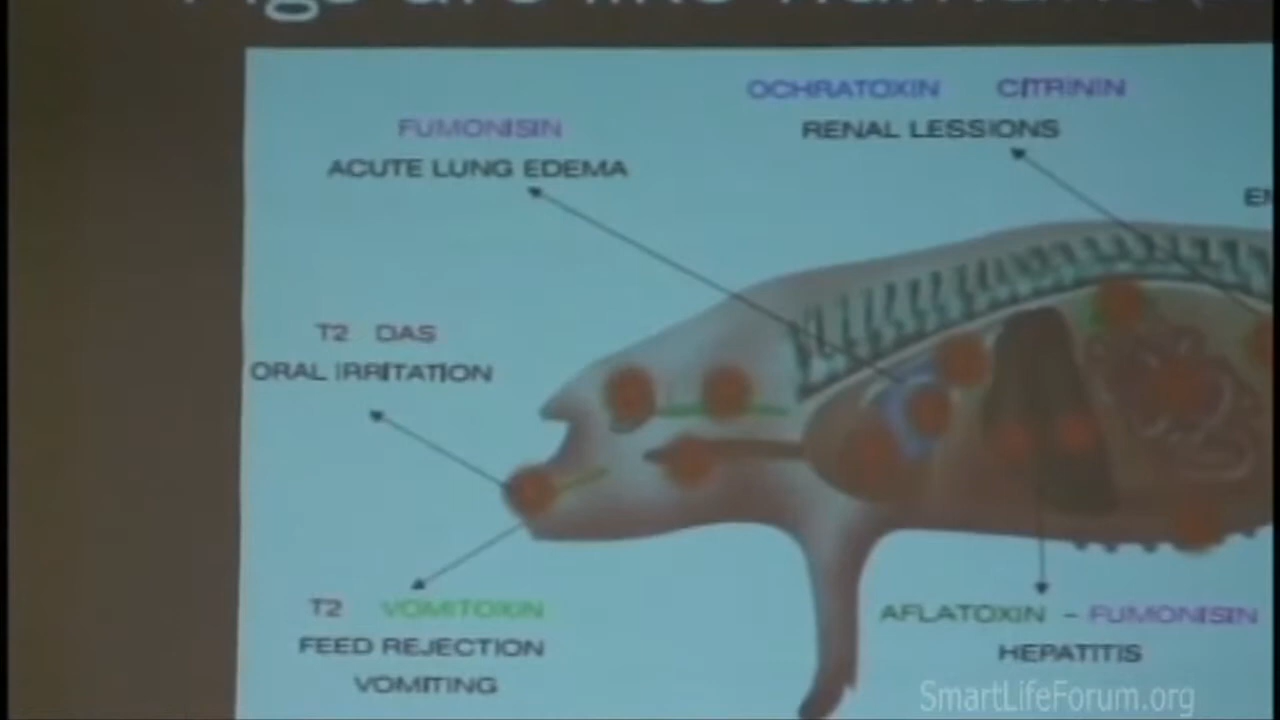 OCHRATOXIN CITRININ
FUMONISIN
RENAL LESSIONS
ACUTE LUNG EDEMA
T2 DAS
ORAL IRRITATION
T2 VOMITOXIN
AFLATOXIN - FUMONISIN
FEED REJECTION
HEPATITIS
VOMITING
SmartLifeForum.org